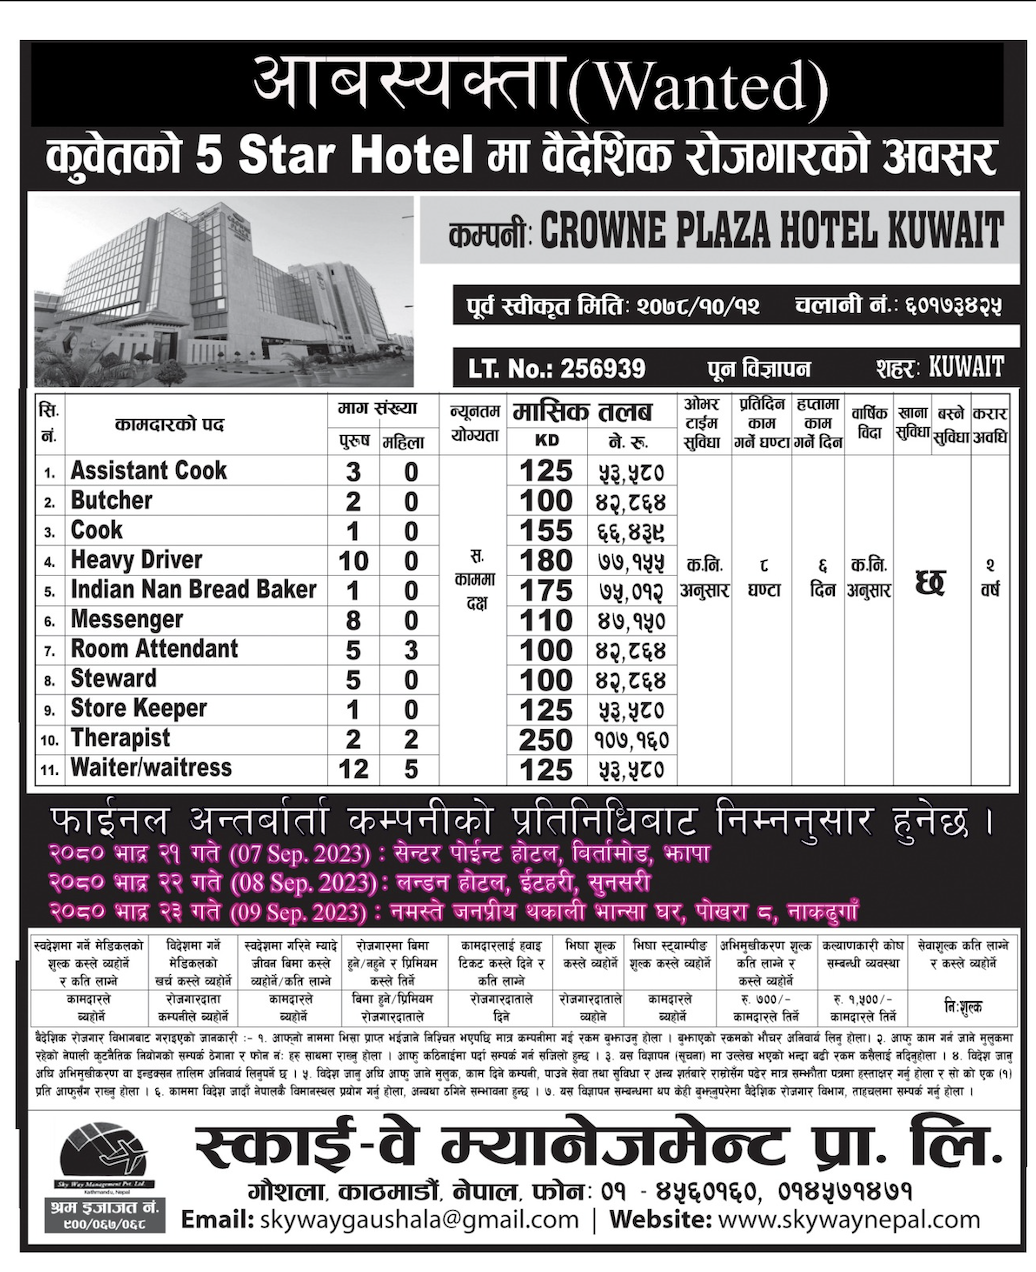 आबस्यक्ता(Wanted)
कुवेतको 5 Star Hotel मा वैदेशिक रोजगारको अवसर
कम्पनी: CROWNE PLAZA HOTEL KUWAIT
पूर्व स्वीकृत मिति: २०७८/१०/१२ चलानी नं.: ६०१७३४२५
LT. No.: 256939 पून विज्ञापन शहर: KUWAIT
सि. नं. कामदारको पद माग संख्या पुरुष महिला न्यूनतम योग्यता मासिक तलब KD ने. रु. ओभर टाईम सुविधा प्रतिदिन काम गर्ने घण्टा हप्तामा काम गर्ने दिन वार्षिक विदा खाना सुविधा बस्ने सुविधा करार अवधि
1. Assistant Cook 3 0 125 ५३,५८०
2. Butcher 2 0 100 ४२,८६४
3. Cook 1 0 155 ६६,४३९
4. Heavy Driver 10 0 180 ७७,१५५
5. Indian Nan Bread Baker 1 0 175 ७५,०१२
6. Messenger 8 0 110 ४७,१५०
7. Room Attendant 5 3 100 ४२,८६४
8. Steward 5 0 100 ४२,८६४
9. Store Keeper 1 0 125 ५३,५८०
10. Therapist 2 2 250 १०७,१६०
11. Waiter/waitress 12 5 125 ५३,५८०
स. काममा दक्ष क.नि. अनुसार ८ घण्टा ६ दिन क.नि. अनुसार छ २ वर्ष
फाईनल अन्तर्बार्ता कम्पनीको प्रतिनिधिबाट निम्ननुसार हुनेछ ।
२०८० भाद्र २१ गते (07 Sep. 2023) : सेन्टर पोईन्ट होटल, बिर्तामोड, झापा
२०८० भाद्र २२ गते (08 Sep. 2023) : लन्डन होटल, ईटहरी, सुनसरी
२०८० भाद्र २३ गते (09 Sep. 2023) : नमस्ते जनप्रीय थकाली भान्सा घर, पोखरा ८, नाकढुगाँ
स्वदेशमा गर्ने मेडिकलको शुल्क कस्ले व्यहोर्ने र कति लाग्ने
विदेशमा गर्ने मेडिकलको खर्च कस्ले व्यहोर्ने
स्वदेशमा गरिने म्यादे जीवन बिमा कस्ले व्यहोर्ने/कति लाग्ने
रोजगारमा बिमा हुने/नहुने र प्रिमियम कस्ले तिर्ने
कामदारलाई हवाइ टिकट कस्ले दिने र कति लाग्ने
भिषा शुल्क कस्ले व्यहोर्ने
भिषा स्ट्याम्पीङ शुल्क कस्ले व्यहोर्ने
अभिमुखीकरण शुल्क कति लाग्ने र कस्ले व्यहोर्ने
कल्याणकारी कोष सम्बन्धी व्यवस्था
सेवाशुल्क कति लाग्ने र कस्ले व्यहोर्ने
कामदारले ब्यहोर्ने
रोजगारदाता कम्पनीले ब्यहोर्ने
कामदारले ब्यहोर्ने
बिमा हुने/प्रिमियम रोजगारदाताले
रोजगारदाताले दिने
रोजगारदाताले व्यहोने
कामदारले ब्यहोर्ने
रु. ७००/- कामदारले तिर्ने
रु. १,५००/- कामदारले तिर्ने
नि:शुल्क
बैदेशिक रोजगार विभागबाट गराइएको जानकारी :- १. आफ्नो नाममा भिसा प्राप्त भईजाने निश्चित भएपछि मात्र कम्पनीमा गई रकम बुझाउनु होला । बुझाएको रकमको भौचर अनिवार्य लिनु होला। २. आफु काम गर्न जाने मुलुकमा
रहेको नेपाली कुटनैतिक नियोगको सम्पर्क ठेगाना र फोन नं: हरु साथमा राख्नु होला । आफु कठिनाईमा पर्दा सम्पर्क गर्न सजिलो हुन्छ । ३. यस विज्ञापन (सुचना) मा उल्लेख भएको भन्दा बढी रकम कसैलाई नदिनुहोला । ४. विदेश जानु
अघि अभिमुखीकरण वा इन्डक्सन तालिम अनिवार्य लिनुपर्ने छ । ५. विदेश जानु अघि आफु जाने मुलुक, काम दिने कम्पनी, पाउने सेवा तथा सुविधा र अन्य शर्तबारे राम्रोसँग पढेर मात्र सम्झौता पत्रमा हस्ताक्षर गर्नु होला र सो को एक (१)
प्रति आफुसँग राख्नु होला । ६. काममा विदेश जादाँ नेपालकै विमानस्थल प्रयोग गर्नु होला, अन्यथा ठगिने सम्भावना हुन्छ । ७. यस विज्ञापन सम्बन्धमा थप केही बुझ्नुपरेमा वैदेशिक रोजगार विभाग, ताहाचलमा सम्पर्क गर्नु होला ।
Sky Way Management Pvt. Ltd.
Kathmandu, Nepal
श्रम इजाजत नं.
९००/०६७/०६८
स्काई-वे म्यानेजमेन्ट प्रा. लि.
गौशला, काठमाडौं, नेपाल, फोन: ०१ - ४५६०१६०, ०१४५७१४७१
Email: skywaygaushala@gmail.com | Website: www.skywaynepal.com